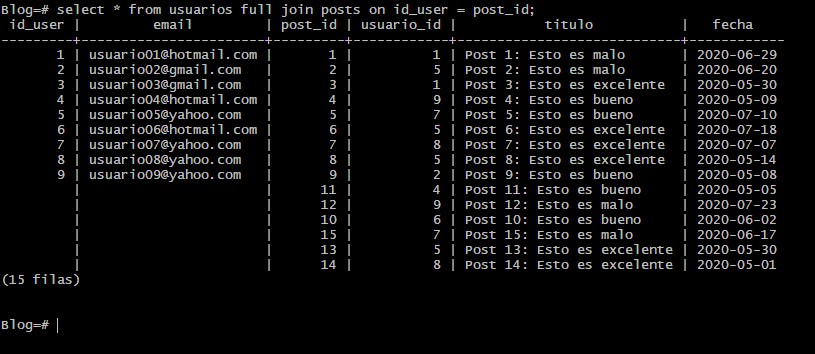 Blog=# select * from usuarios full join posts on id_user = post_id;
 id_user |         email         | post_id | usuario_id |           titulo           |   fecha
---------+-----------------------+---------+------------+----------------------------+------------
       1 | usuario01@hotmail.com |       1 |          1 | Post 1: Esto es malo       | 2020-06-29
       2 | usuario02@gmail.com   |       2 |          5 | Post 2: Esto es malo       | 2020-06-20
       3 | usuario03@gmail.com   |       3 |          1 | Post 3: Esto es excelente  | 2020-05-30
       4 | usuario04@hotmail.com |       4 |          9 | Post 4: Esto es bueno      | 2020-05-09
       5 | usuario05@yahoo.com   |       5 |          7 | Post 5: Esto es bueno      | 2020-07-10
       6 | usuario06@hotmail.com |       6 |          5 | Post 6: Esto es excelente  | 2020-07-18
       7 | usuario07@yahoo.com   |       7 |          8 | Post 7: Esto es excelente  | 2020-07-07
       8 | usuario08@yahoo.com   |       8 |          5 | Post 8: Esto es excelente  | 2020-05-14
       9 | usuario09@yahoo.com   |       9 |          2 | Post 9: Esto es bueno      | 2020-05-08
         |                       |      11 |          4 | Post 11: Esto es bueno     | 2020-05-05
         |                       |      12 |          9 | Post 12: Esto es malo      | 2020-07-23
         |                       |      10 |          6 | Post 10: Esto es bueno     | 2020-06-02
         |                       |      15 |          7 | Post 15: Esto es malo      | 2020-06-17
         |                       |      13 |          5 | Post 13: Esto es excelente | 2020-05-30
         |                       |      14 |          8 | Post 14: Esto es excelente | 2020-05-01
(15 filas)
Blog=#